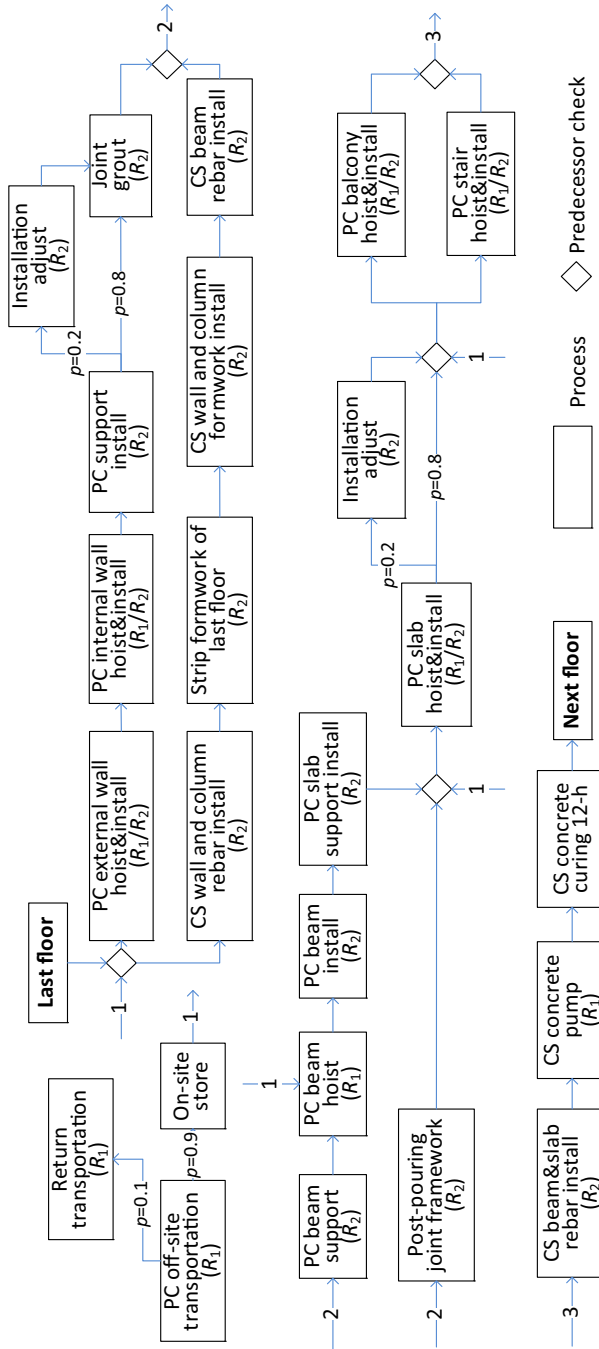 Return
transportation
(R1)
p=0.1
PC off-site
transportation
(R1)
p=0.9
On-site
store
1
Last floor
1
PC external wall
hoist&install
(R1/R2)
PC internal wall
hoist&install
(R1/R2)
PC support
install
(R2)
p=0.2
Installation
adjust
(R2)
p=0.8
Joint
grout
(R2)
CS wall and column
rebar install
(R2)
Strip formwork of
last floor
(R2)
CS wall and column
formwork install
(R2)
CS beam
rebar install
(R2)
2
2
PC beam
support
(R2)
1
PC beam
hoist
(R1)
PC beam
install
(R2)
PC slab
support install
(R2)
2
Post-pouring
joint framework
(R2)
1
PC slab
hoist&install
(R1/R2)
p=0.2
Installation
adjust
(R2)
p=0.8
1
PC balcony
hoist&install
(R1/R2)
PC stair
hoist&install
(R1/R2)
3
3
CS beam&slab
rebar install
(R2)
CS concrete
pump
(R1)
CS concrete
curing 12-h
Next floor
Process
Predecessor check